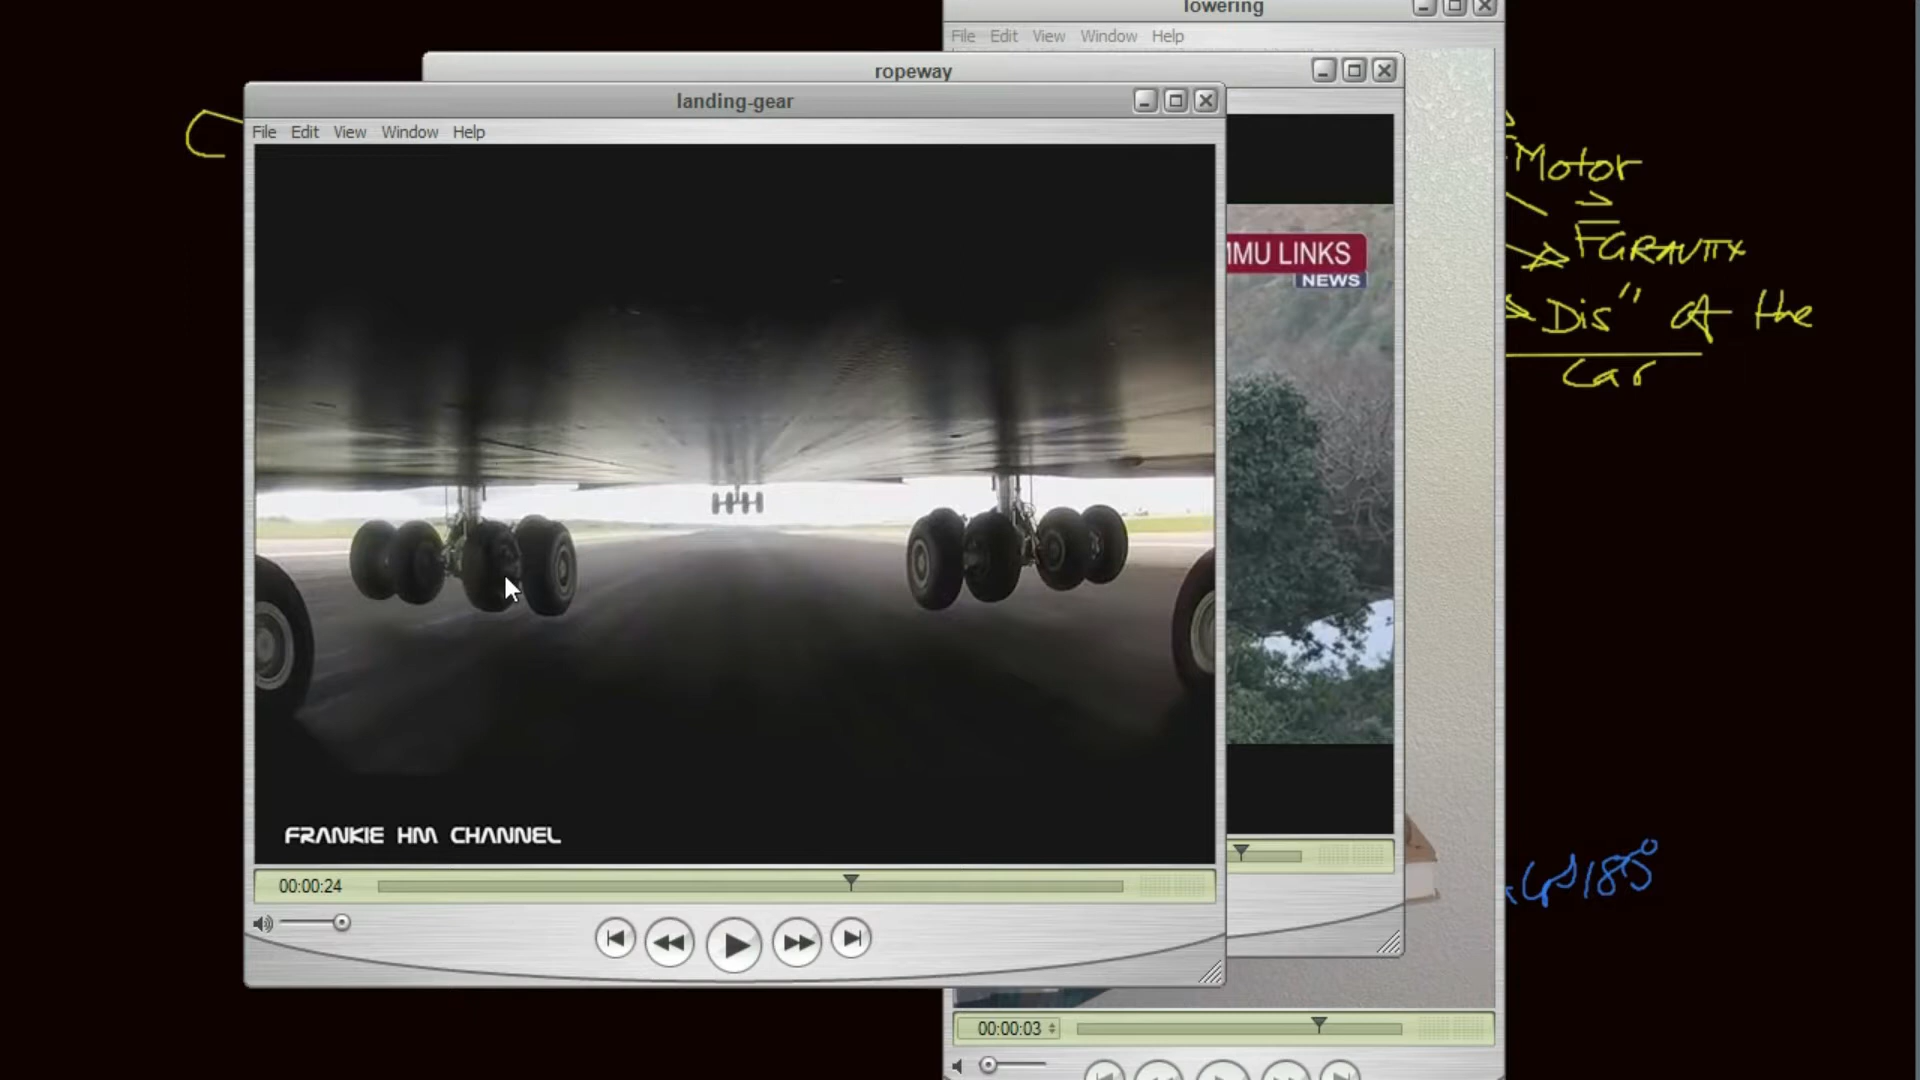 lowering
File Edit View Window Help
ropeway
landing-gear
File Edit View Window Help
Motor
FGRAVITY
Dis" of the
Car
MU LINKS
NEWS
FRANKIE HM CHANNEL
00:00:24
00:00:03